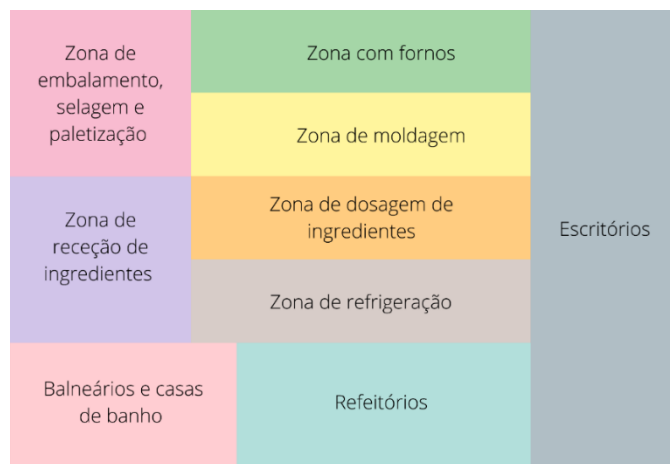 Zona de
embalamento,
selagem e
paletização
Zona com fornos
Zona de moldagem
Zona de receção de
ingredientes
Zona de dosagem de
ingredientes
Escritórios
Zona de refrigeração
Balneários e casas
de banho
Refeitórios